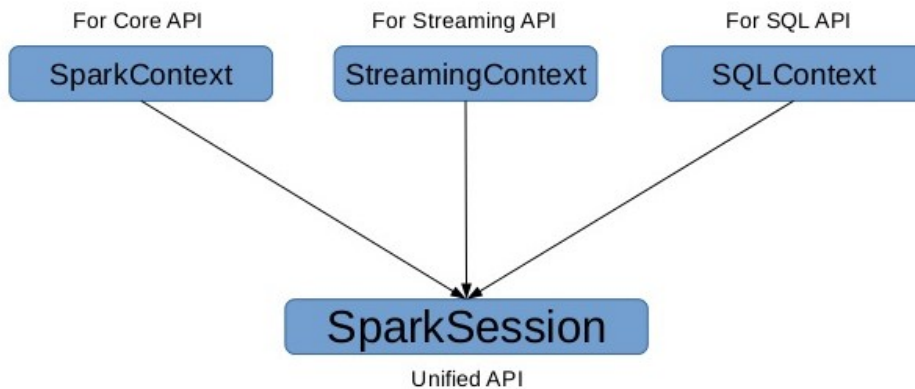 For Core API
For Streaming API
For SQL API
SparkContext
StreamingContext
SQLContext
SparkSession
Unified API